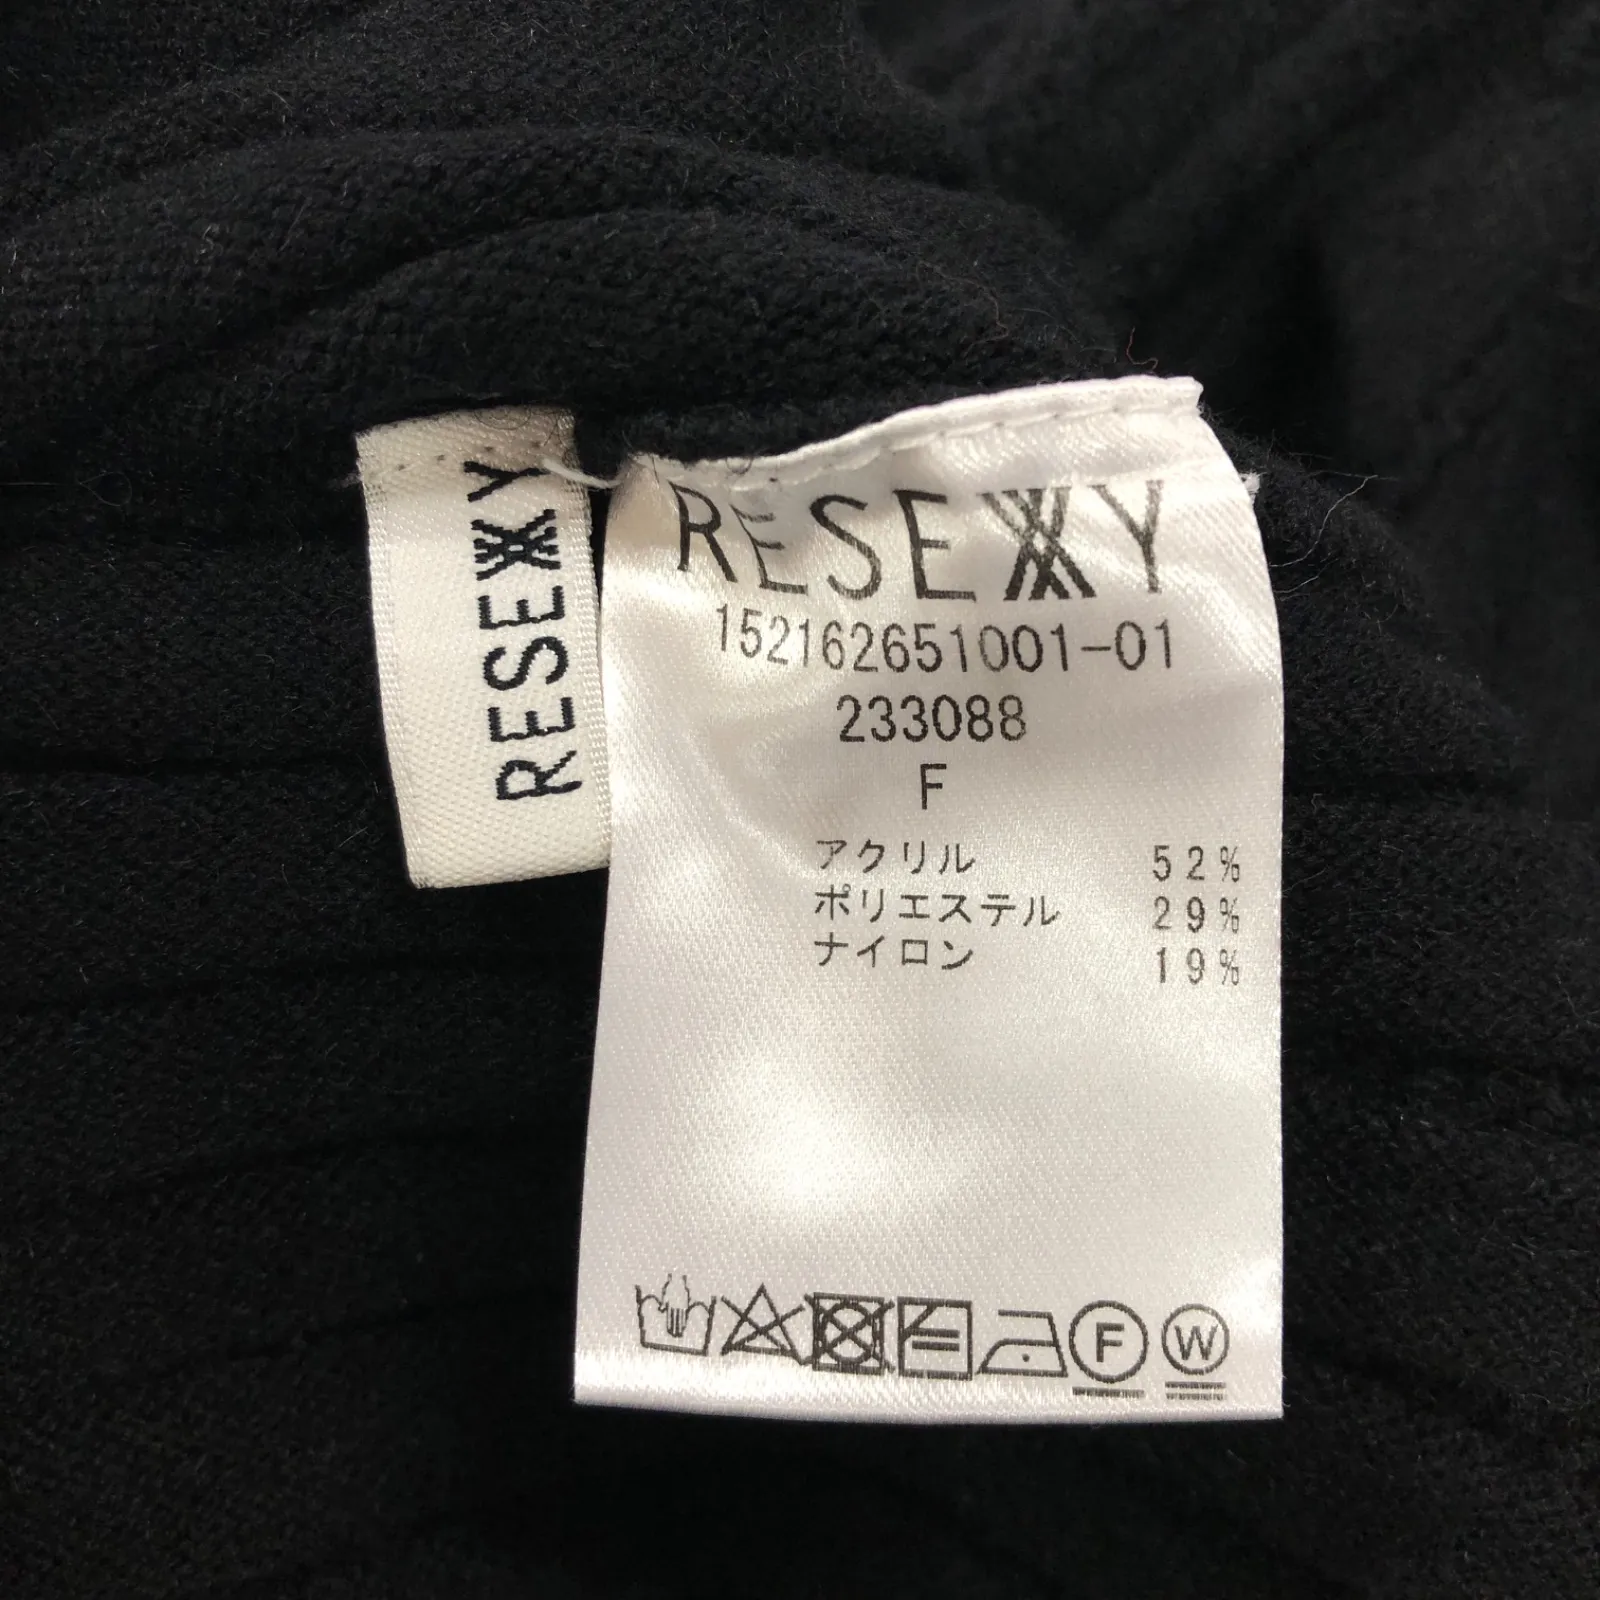 RESEXXY
RESEXXY
152162651001-01
233088
F
アクリル 52%
ポリエステル 29%
ナイロン 19%
F W